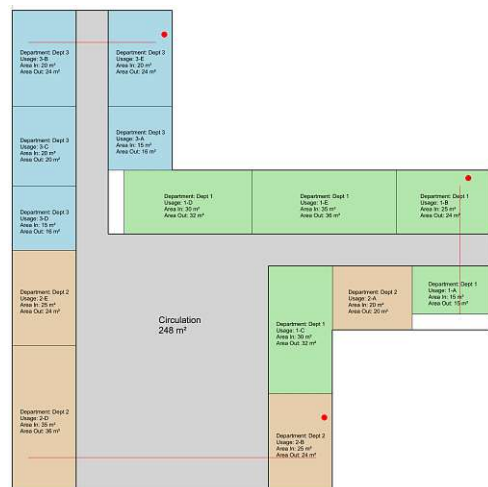 Department: Dept 3
Usage: 3-B
Area In: 20 m²
Area Out: 24 m²
Department: Dept 3
Usage: 3-E
Area In: 20 m²
Area Out: 24 m²
Department: Dept 3
Usage: 3-C
Area In: 20 m²
Area Out: 20 m²
Department: Dept 3
Usage: 3-A
Area In: 15 m²
Area Out: 16 m²
Department: Dept 3
Usage: 3-D
Area In: 15 m²
Area Out: 16 m²
Department: Dept 1
Usage: 1-D
Area In: 30 m²
Area Out: 32 m²
Department: Dept 1
Usage: 1-E
Area In: 35 m²
Area Out: 36 m²
Department: Dept 1
Usage: 1-B
Area In: 25 m²
Area Out: 24 m²
Department: Dept 2
Usage: 2-E
Area In: 25 m²
Area Out: 24 m²
Department: Dept 2
Usage: 2-A
Area In: 20 m²
Area Out: 20 m²
Department: Dept 1
Usage: 1-A
Area In: 15 m²
Area Out: 15 m²
Circulation
248 m²
Department: Dept 1
Usage: 1-C
Area In: 30 m²
Area Out: 32 m²
Department: Dept 2
Usage: 2-D
Area In: 35 m²
Area Out: 36 m²
Department: Dept 2
Usage: 2-B
Area In: 25 m²
Area Out: 24 m²